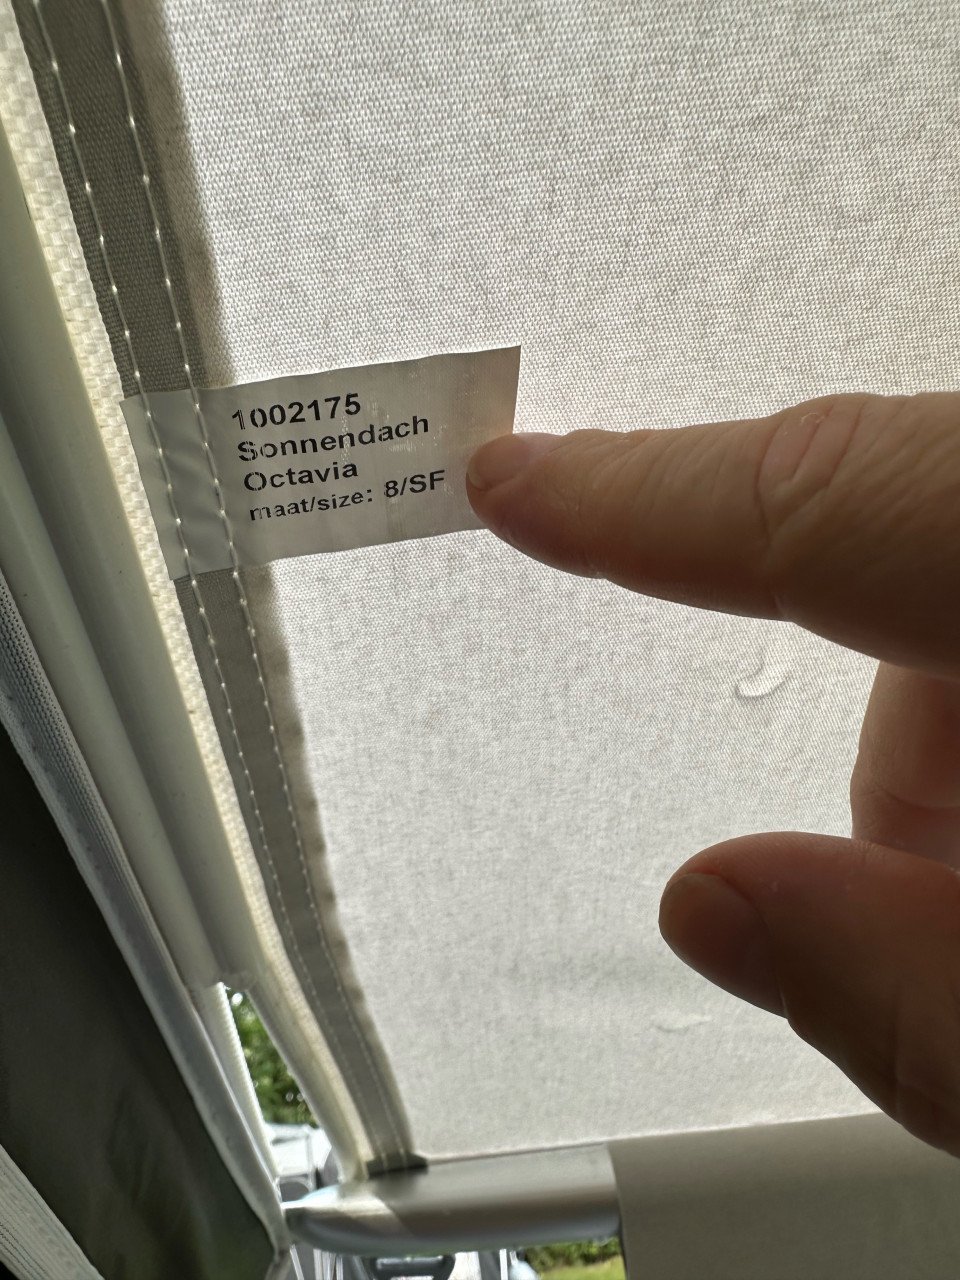 1002175
Sonnendach
Octavia
maat/size: 8/SF